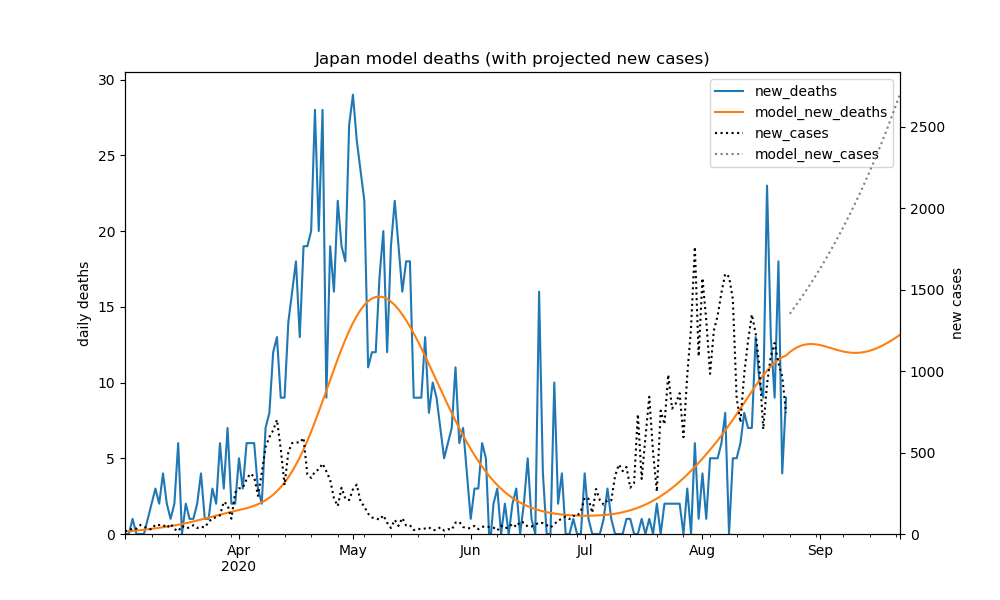 Japan model deaths (with projected new cases)
30
25
20
15
10
5
0
daily deaths
new_deaths
model_new_deaths
new_cases
model_new_cases
2500
2000
1500
1000
500
0
new cases
Apr
2020
May
Jun
Jul
Aug
Sep